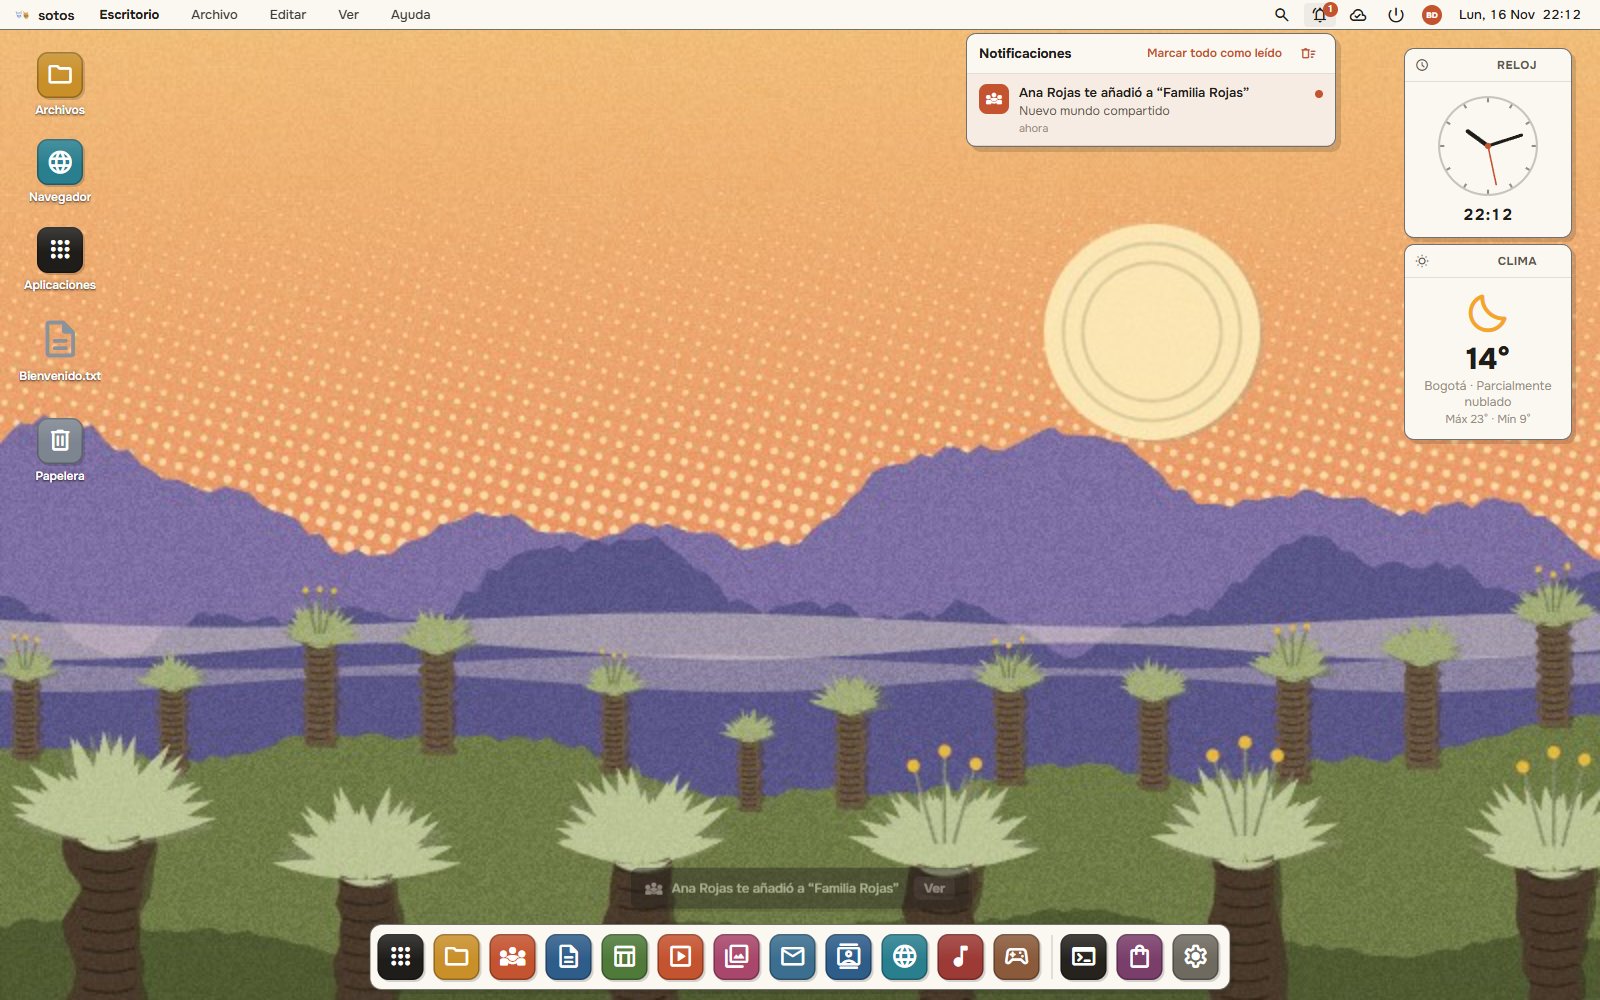 sotos Escritorio Archivo Editar Ver Ayuda
1
BD
Lun, 16 Nov 22:12
Archivos
Navegador
Aplicaciones
Bienvenido.txt
Papelera
Notificaciones Marcar todo como leído
Ana Rojas te añadió a “Familia Rojas”
Nuevo mundo compartido
ahora
RELOJ
22:12
CLIMA
14°
Bogotá · Parcialmente
nublado
Máx 23° · Mín 9°
Ana Rojas te añadió a “Familia Rojas” Ver